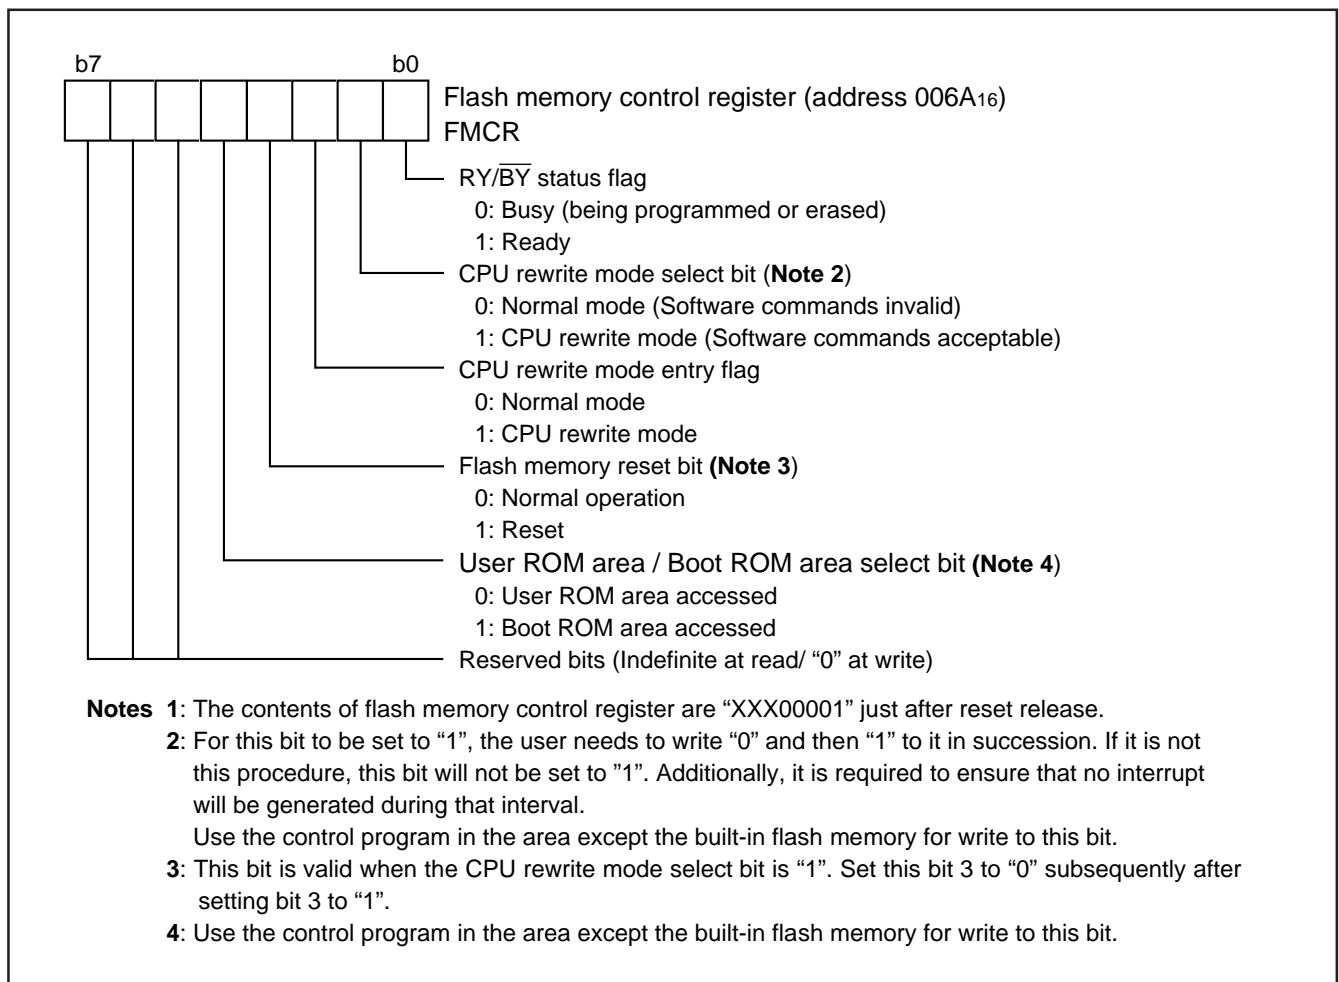 b7 b0
Flash memory control register (address 006A16)
FMCR
RY/BY status flag
0: Busy (being programmed or erased)
1: Ready
CPU rewrite mode select bit (Note 2)
0: Normal mode (Software commands invalid)
1: CPU rewrite mode (Software commands acceptable)
CPU rewrite mode entry flag
0: Normal mode
1: CPU rewrite mode
Flash memory reset bit (Note 3)
0: Normal operation
1: Reset
User ROM area / Boot ROM area select bit (Note 4)
0: User ROM area accessed
1: Boot ROM area accessed
Reserved bits (Indefinite at read/ “0” at write)
Notes 1: The contents of flash memory control register are “XXX00001” just after reset release.
2: For this bit to be set to “1”, the user needs to write “0” and then “1” to it in succession. If it is not
this procedure, this bit will not be set to ”1”. Additionally, it is required to ensure that no interrupt
will be generated during that interval.
Use the control program in the area except the built-in flash memory for write to this bit.
3: This bit is valid when the CPU rewrite mode select bit is “1”. Set this bit 3 to “0” subsequently after
setting bit 3 to “1”.
4: Use the control program in the area except the built-in flash memory for write to this bit.